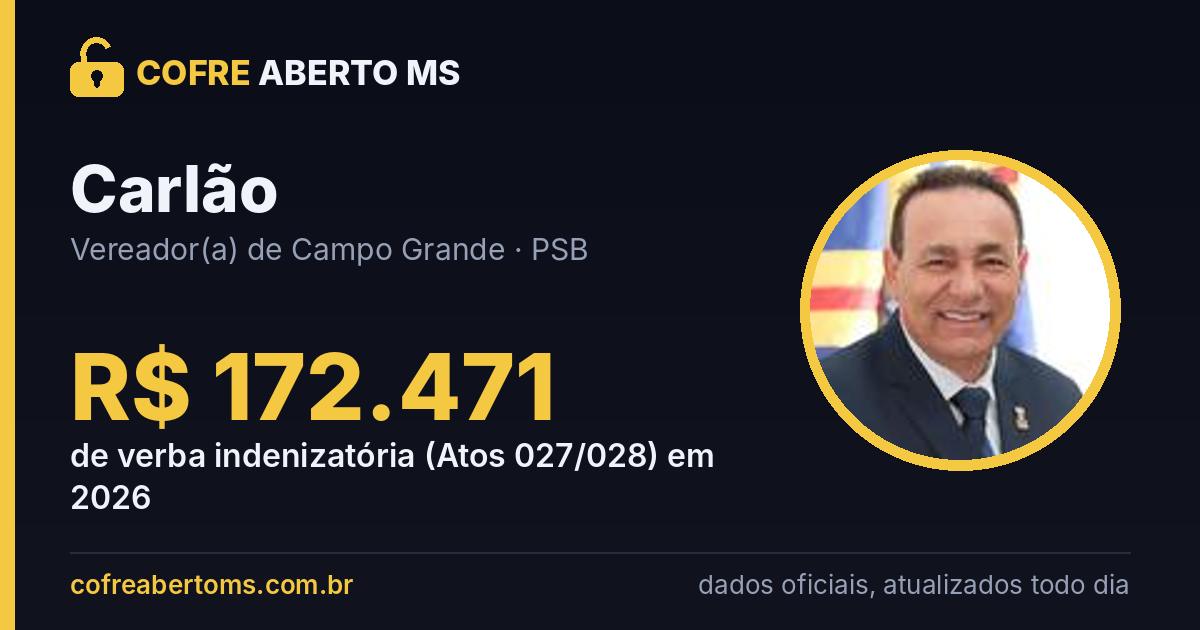 COFRE ABERTO MS
Carlão
Vereador(a) de Campo Grande · PSB
R$ 172.471
de verba indenizatória (Atos 027/028) em
2026
cofreabertoms.com.br
dados oficiais, atualizados todo dia